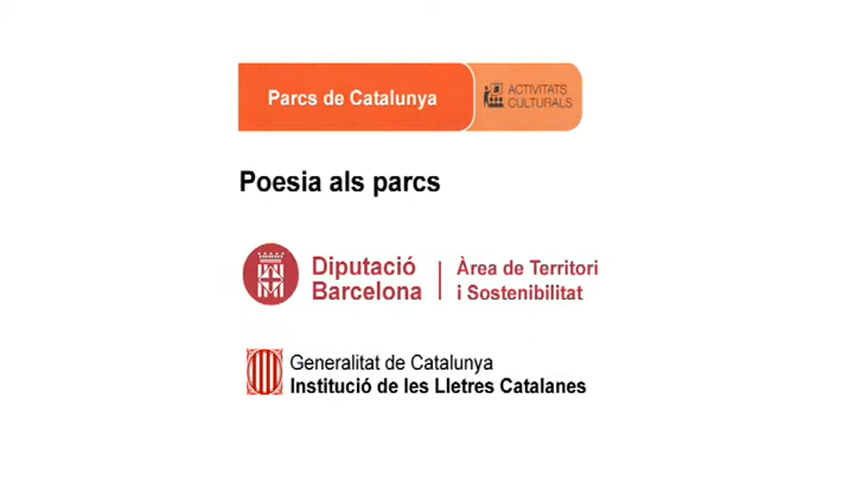 Parcs de Catalunya
ACTIVITATS
CULTURALS
Poesia als parcs
Diputació
Barcelona
Àrea de Territori
i Sostenibilitat
Generalitat de Catalunya
Institució de les Lletres Catalanes